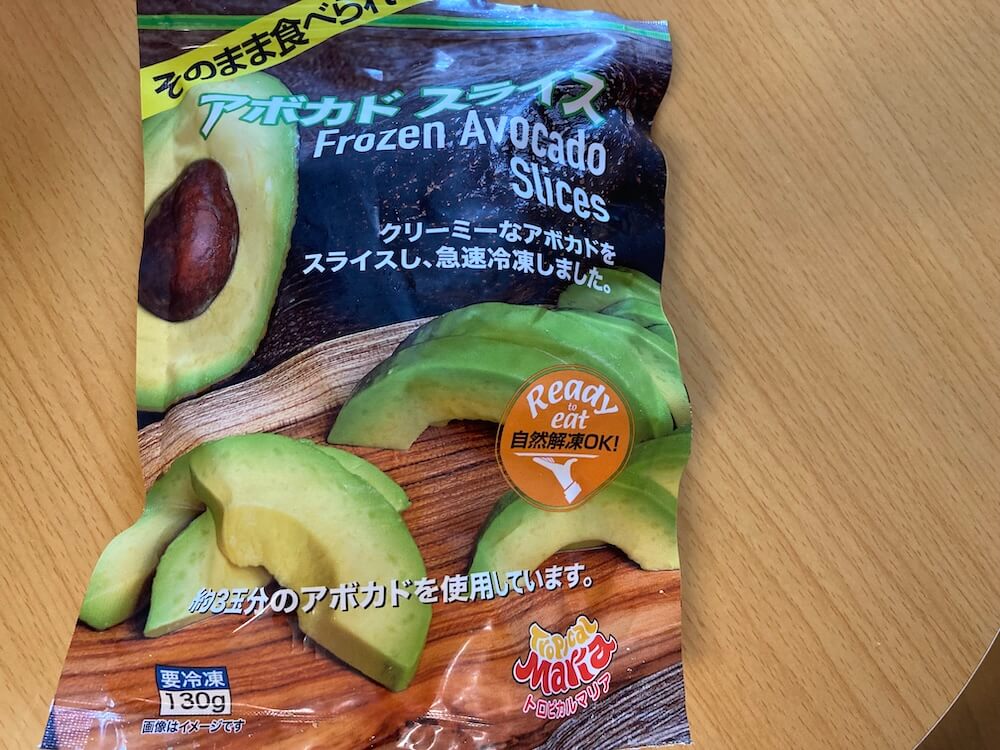 そのまま食べられ
アボカド スライス
Frozen Avocado
Slices
クリーミーなアボカドを
スライスし、急速冷凍しました。
Ready
to
eat
自然解凍OK!
約3玉分のアボカドを使用しています。
Tropical
Maria
トロピカルマリア
要冷凍
130g
画像はイメージです